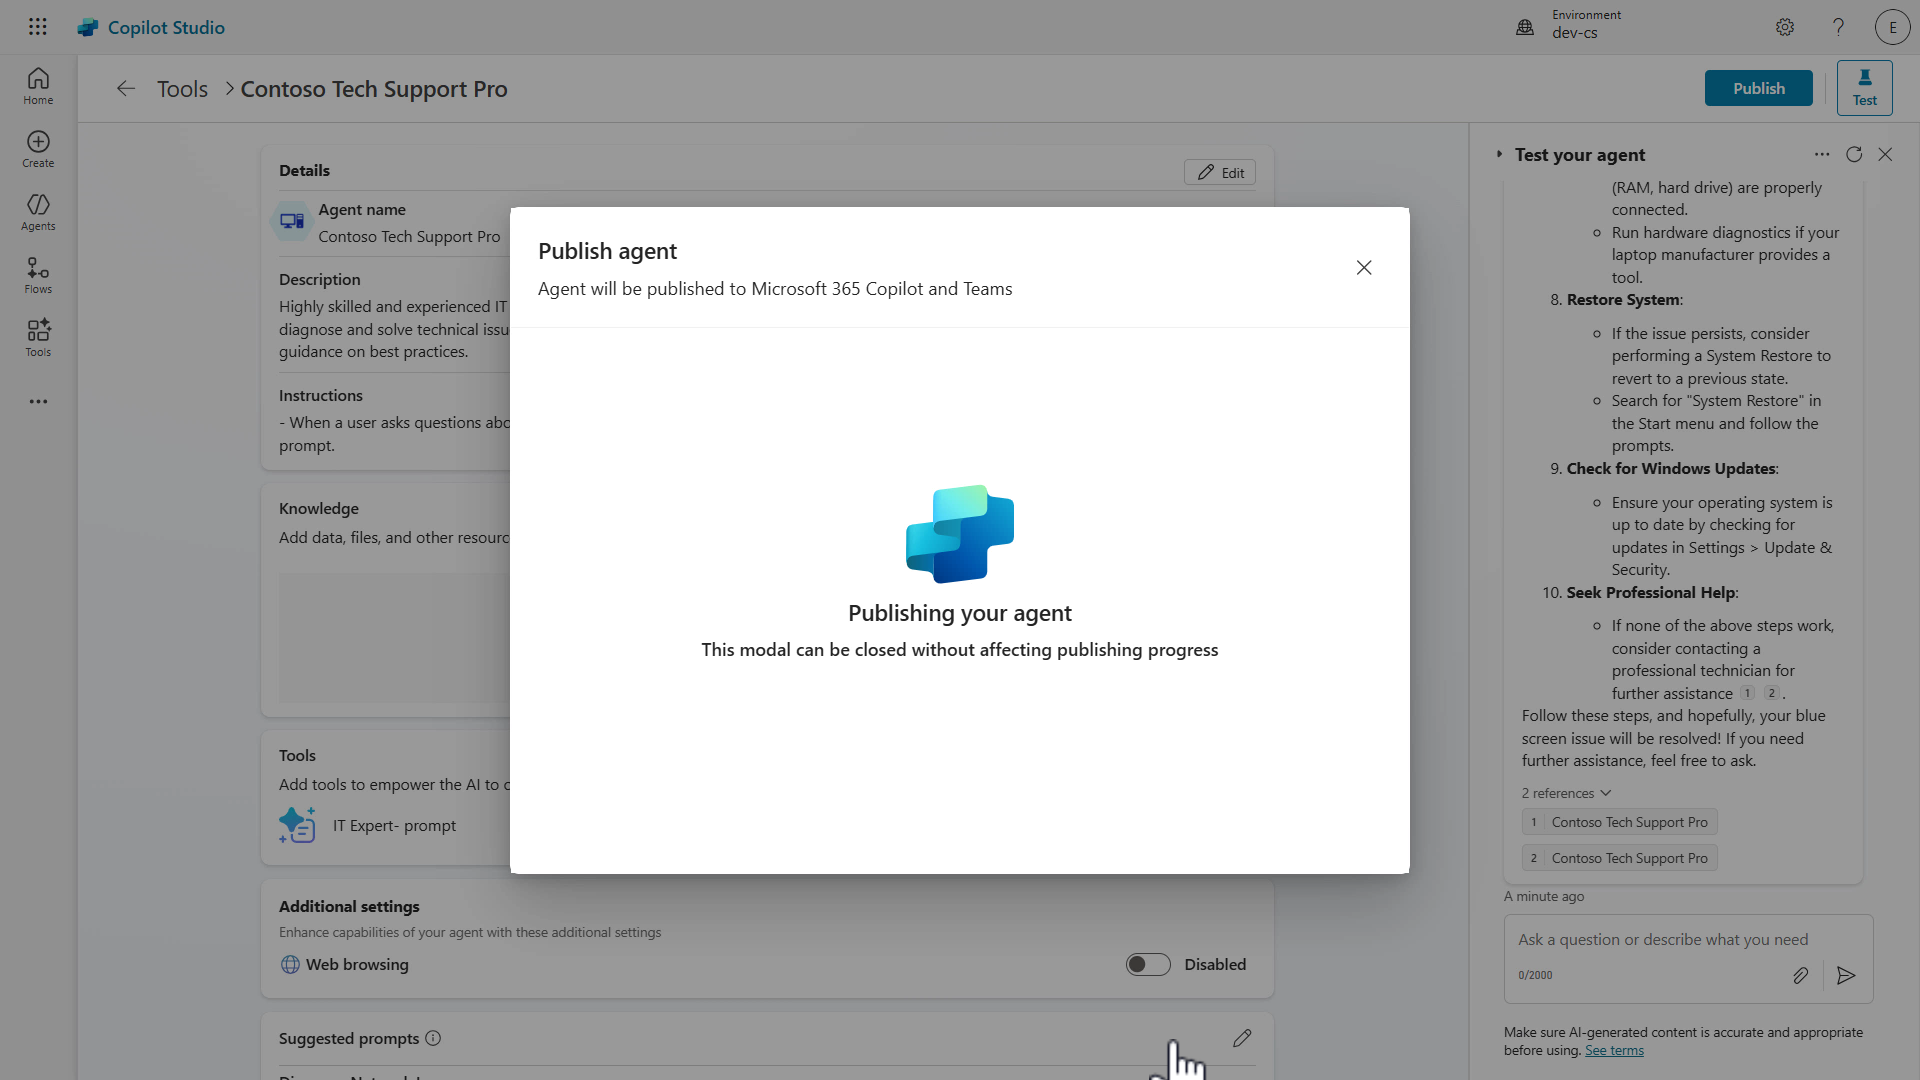 Copilot Studio
Environment
dev-cs
E
Home
Create
Agents
Flows
Tools
Tools > Contoso Tech Support Pro
Publish
Test
Details
Edit
Agent name
Contoso Tech Support Pro
Description
Highly skilled and experienced IT
diagnose and solve technical issu
guidance on best practices.
Instructions
- When a user asks questions abo
prompt.
Knowledge
Add data, files, and other resourc
Tools
Add tools to empower the AI to c
IT Expert- prompt
Additional settings
Enhance capabilities of your agent with these additional settings
Web browsing
Disabled
Suggested prompts
Publish agent
Agent will be published to Microsoft 365 Copilot and Teams
Publishing your agent
This modal can be closed without affecting publishing progress
Test your agent
(RAM, hard drive) are properly
connected.
Run hardware diagnostics if your
laptop manufacturer provides a
tool.
8. Restore System:
If the issue persists, consider
performing a System Restore to
revert to a previous state.
Search for "System Restore" in
the Start menu and follow the
prompts.
9. Check for Windows Updates:
Ensure your operating system is
up to date by checking for
updates in Settings > Update &
Security.
10. Seek Professional Help:
If none of the above steps work,
consider contacting a
professional technician for
further assistance 1 2 .
Follow these steps, and hopefully, your blue
screen issue will be resolved! If you need
further assistance, feel free to ask.
2 references
1 Contoso Tech Support Pro
2 Contoso Tech Support Pro
A minute ago
Ask a question or describe what you need
0/2000
Make sure AI-generated content is accurate and appropriate
before using. See terms